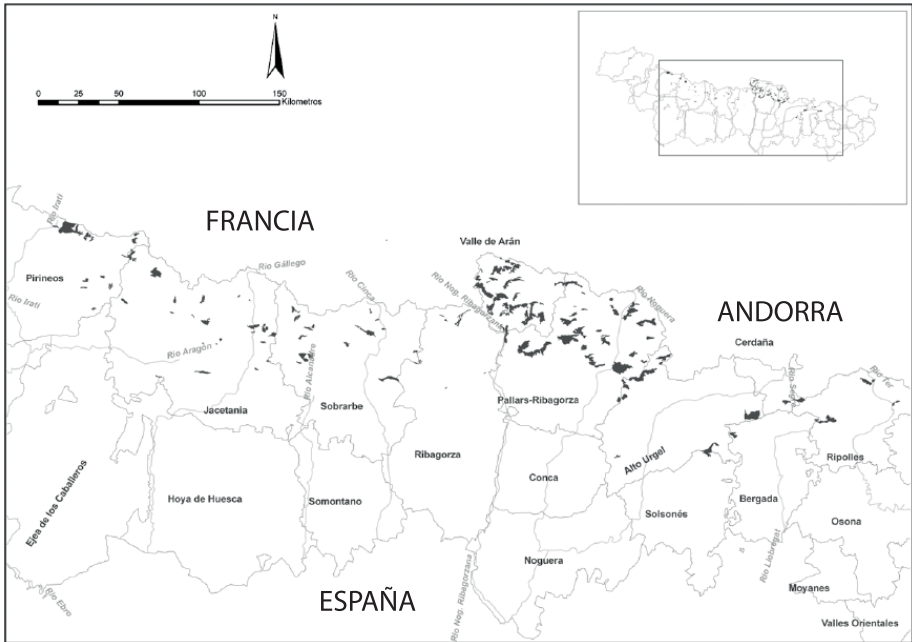 N
0 25 50 100 150
Kilometros
FRANCIA
Valle de Arán
Río Irati
Río Gállego
Pirineos
Río Cinca
Río Nog. Ribagorzana
Río Noguera
ANDORRA
Río Irati
Cerdaña
Río Aragón
Río Alcanadre
Río Segre
Río Ter
Jacetania
Sobrarbe
Pallars-Ribagorza
Ribagorza
Alto Urgel
Ripolles
Ejea de los Caballeros
Hoya de Huesca
Somontano
Conca
Solsonés
Bergada
Osona
Noguera
Río Llobregat
Río Ebro
ESPAÑA
Río Nog. Ribagorzana
Moyanes
Valles Orientales